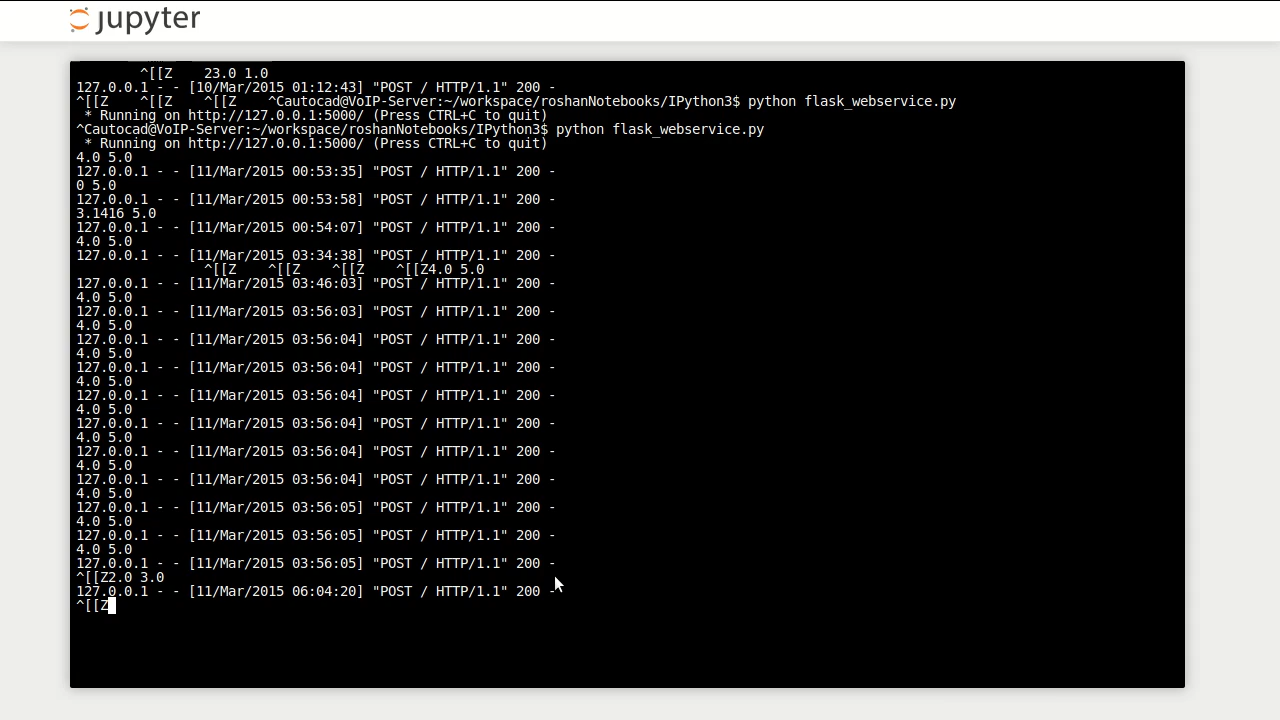 jupyter
^[[Z    23.0 1.0
127.0.0.1 - - [10/Mar/2015 01:12:43] "POST / HTTP/1.1" 200 -
^[[Z    ^[[Z    ^[[Z    ^Cautocad@VoIP-Server:~/workspace/roshanNotebooks/IPython3$ python flask_webservice.py
 * Running on http://127.0.0.1:5000/ (Press CTRL+C to quit)
^Cautocad@VoIP-Server:~/workspace/roshanNotebooks/IPython3$ python flask_webservice.py
 * Running on http://127.0.0.1:5000/ (Press CTRL+C to quit)
4.0 5.0
127.0.0.1 - - [11/Mar/2015 00:53:35] "POST / HTTP/1.1" 200 -
0 5.0
127.0.0.1 - - [11/Mar/2015 00:53:58] "POST / HTTP/1.1" 200 -
3.1416 5.0
127.0.0.1 - - [11/Mar/2015 00:54:07] "POST / HTTP/1.1" 200 -
4.0 5.0
127.0.0.1 - - [11/Mar/2015 03:34:38] "POST / HTTP/1.1" 200 -
                ^[[Z    ^[[Z    ^[[Z    ^[[Z4.0 5.0
127.0.0.1 - - [11/Mar/2015 03:46:03] "POST / HTTP/1.1" 200 -
4.0 5.0
127.0.0.1 - - [11/Mar/2015 03:56:03] "POST / HTTP/1.1" 200 -
4.0 5.0
127.0.0.1 - - [11/Mar/2015 03:56:04] "POST / HTTP/1.1" 200 -
4.0 5.0
127.0.0.1 - - [11/Mar/2015 03:56:04] "POST / HTTP/1.1" 200 -
4.0 5.0
127.0.0.1 - - [11/Mar/2015 03:56:04] "POST / HTTP/1.1" 200 -
4.0 5.0
127.0.0.1 - - [11/Mar/2015 03:56:04] "POST / HTTP/1.1" 200 -
4.0 5.0
127.0.0.1 - - [11/Mar/2015 03:56:04] "POST / HTTP/1.1" 200 -
4.0 5.0
127.0.0.1 - - [11/Mar/2015 03:56:04] "POST / HTTP/1.1" 200 -
4.0 5.0
127.0.0.1 - - [11/Mar/2015 03:56:05] "POST / HTTP/1.1" 200 -
4.0 5.0
127.0.0.1 - - [11/Mar/2015 03:56:05] "POST / HTTP/1.1" 200 -
4.0 5.0
127.0.0.1 - - [11/Mar/2015 03:56:05] "POST / HTTP/1.1" 200 -
^[[Z2.0 3.0
127.0.0.1 - - [11/Mar/2015 06:04:20] "POST / HTTP/1.1" 200 -
^[[Z